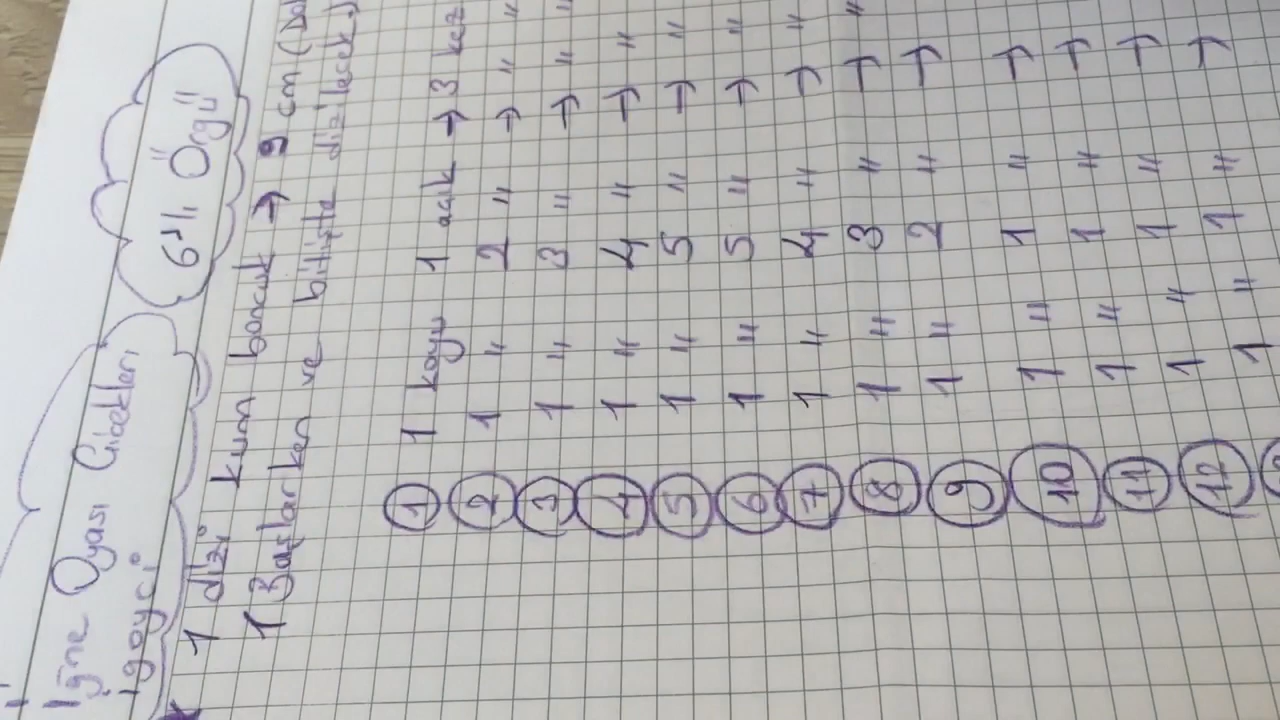 İğne Oyası Çiçekleri
igoyci
6'lı Örgü
1 dizi kum boncuk → 9 cm
1 Başlarken ve bitişte dizilecek.)
① 1 koyu 1 açık → 3 kez
② 1 " 2 " → " "
③ 1 " 3 " → " "
④ 1 " 4 " → "
⑤ 1 " 5 " → " "
⑥ 1 " 5 " → " "
⑦ 1 " 4 " → " "
⑧ 1 " 3 " → "
⑨ 1 " 2 " →
⑩ 1 " 1 " →
⑪ 1 " 1 " →
⑫ 1 " 1 " →
1 " 1 " →